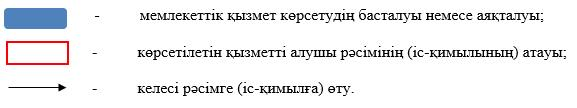 - мемлекеттік қызмет көрсетудің басталуы немесе аяқталуы;
- көрсетілетін қызметті алушы рәсімінің (іс-қимылының) атауы;
- келесі рәсімге (іс-қимылға) өту.